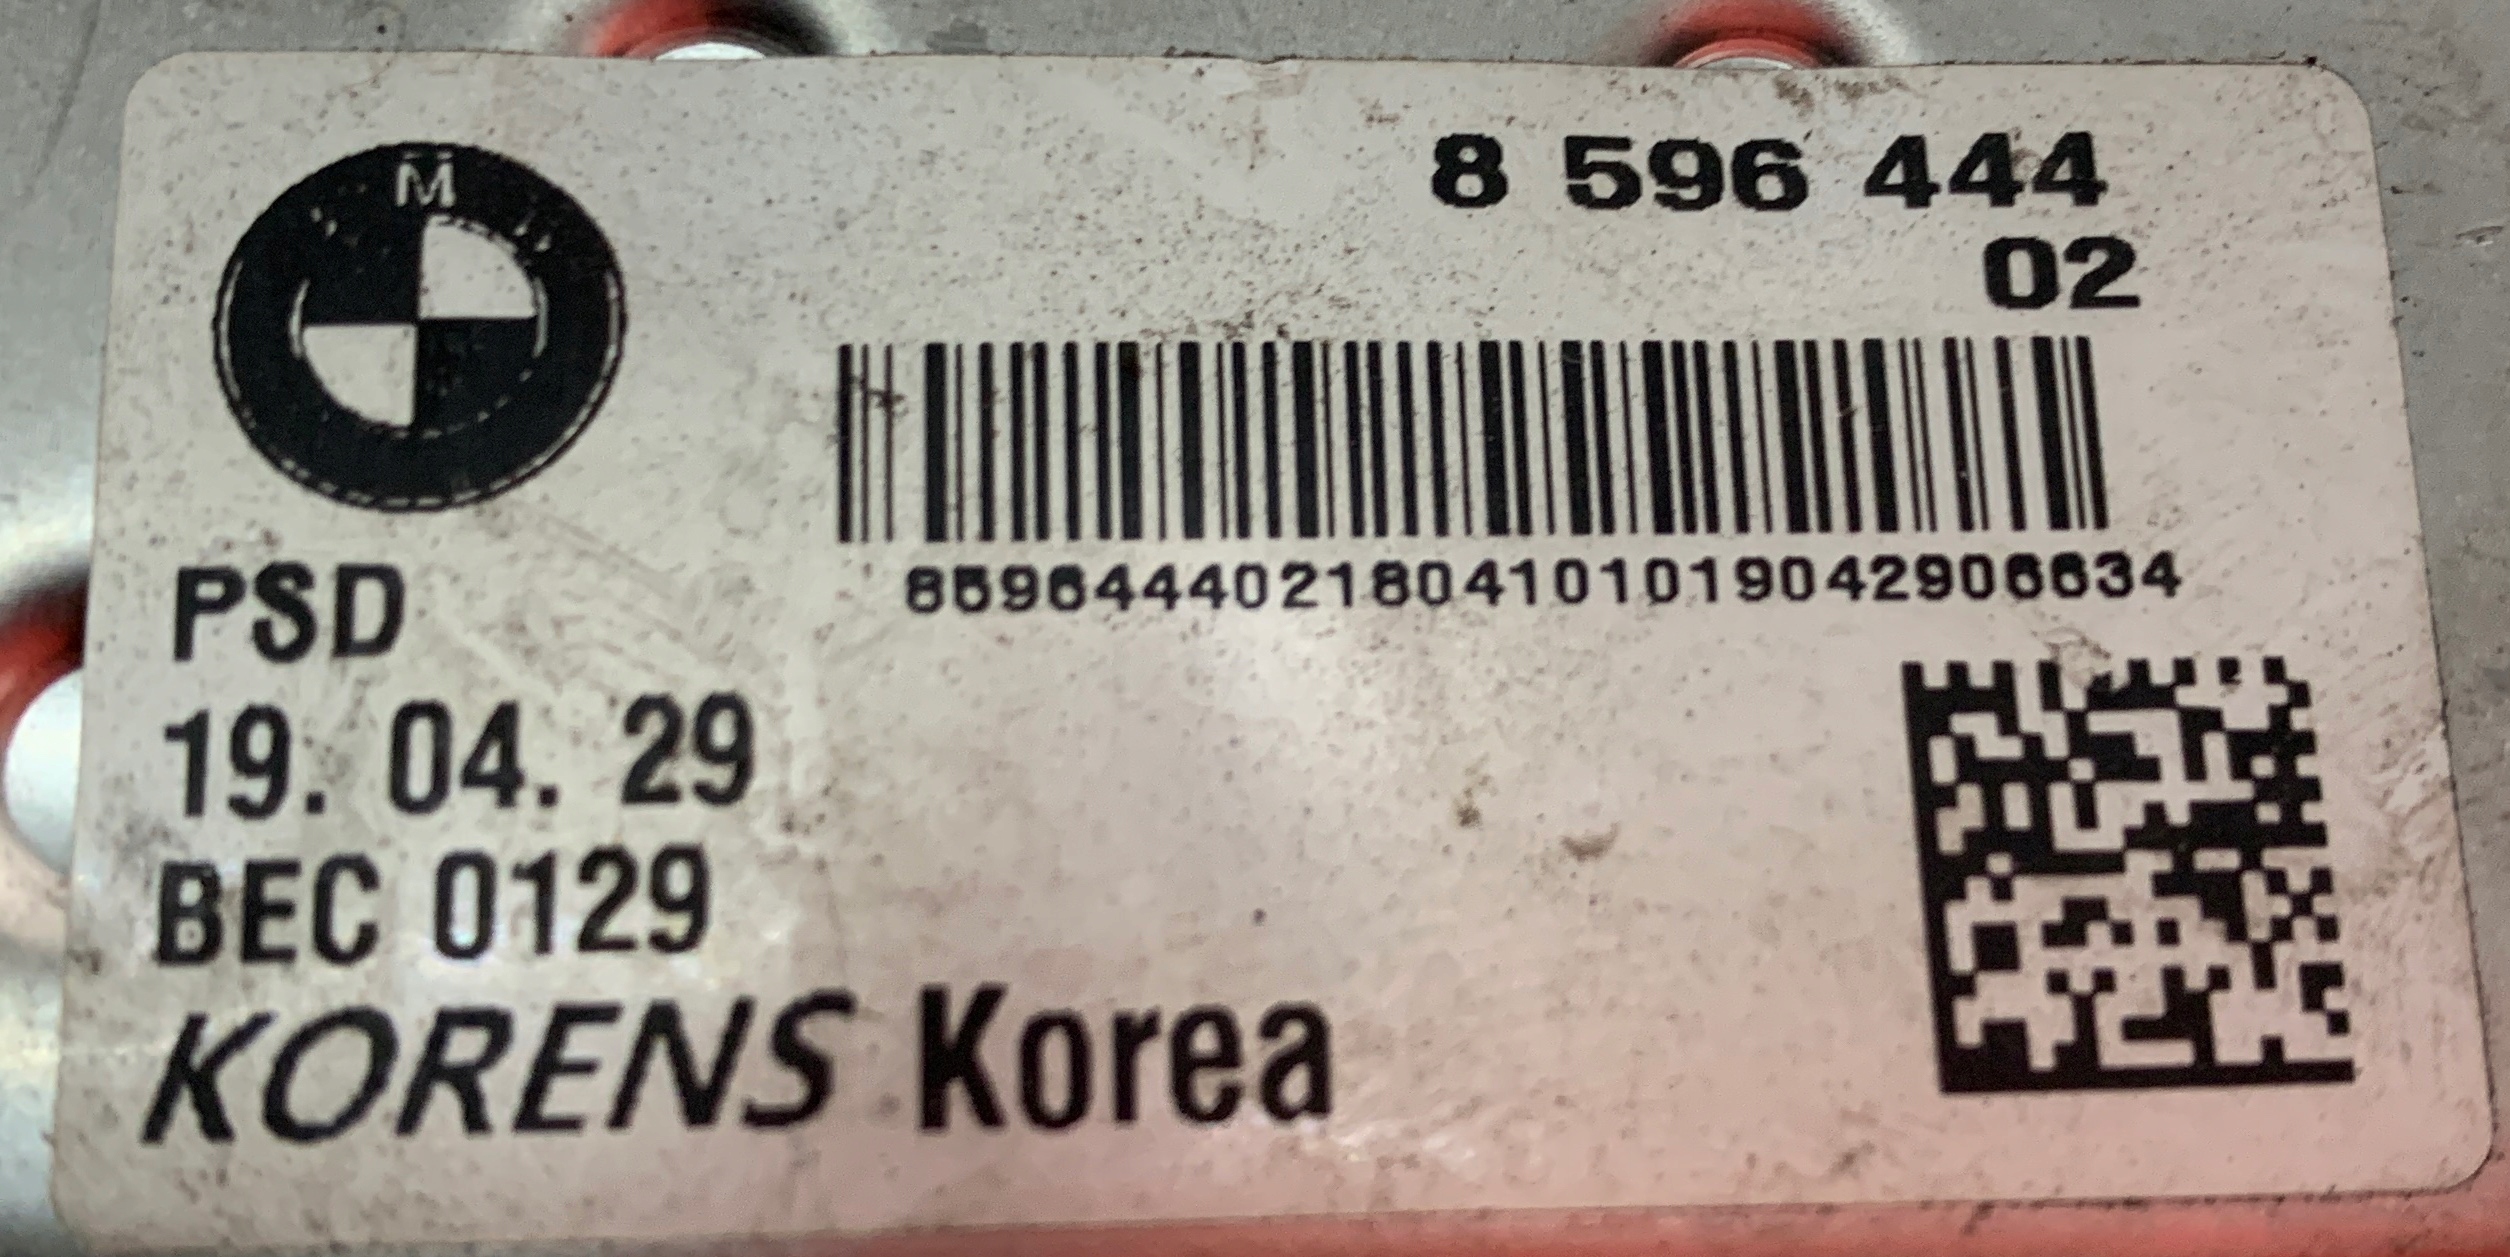 M
8 596 444
02
8596444021804101019042906634
PSD
19. 04. 29
BEC 0129
KORENS Korea